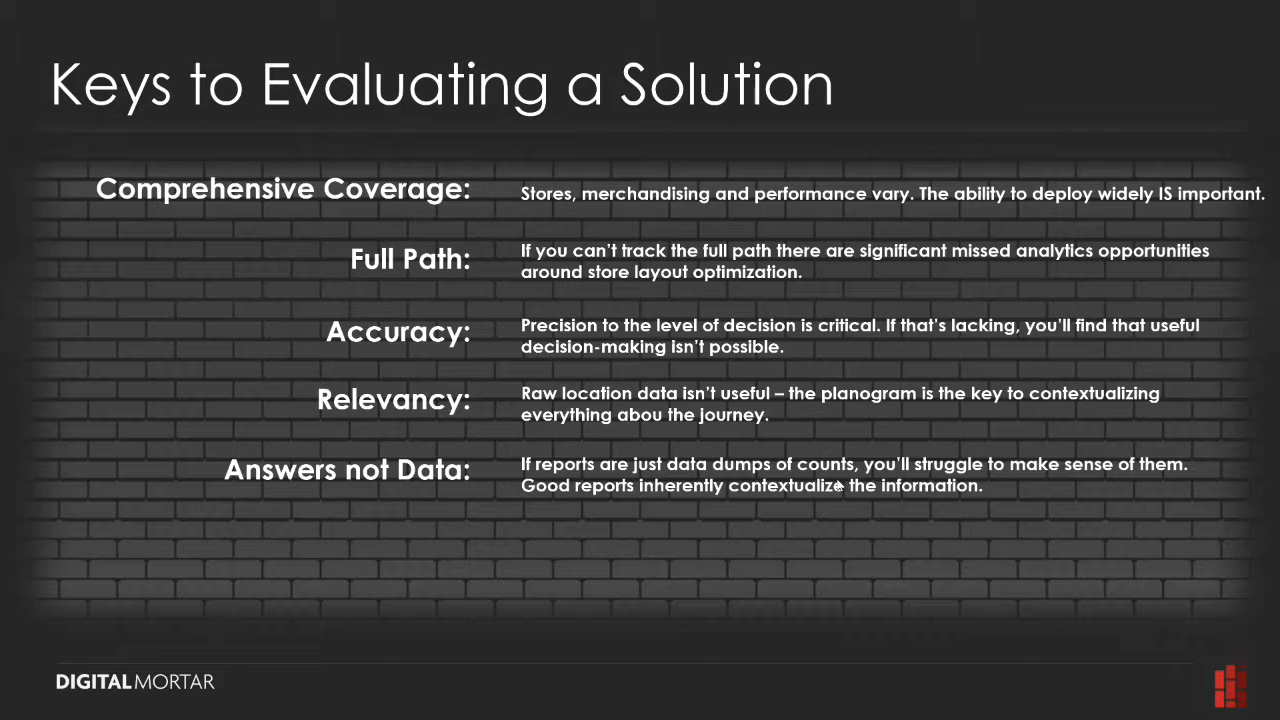 Keys to Evaluating a Solution
Comprehensive Coverage:
Stores, merchandising and performance vary. The ability to deploy widely IS important.
Full Path:
If you can’t track the full path there are significant missed analytics opportunities
around store layout optimization.
Accuracy:
Precision to the level of decision is critical. If that’s lacking, you’ll find that useful
decision-making isn’t possible.
Relevancy:
Raw location data isn’t useful – the planogram is the key to contextualizing
everything abou the journey.
Answers not Data:
If reports are just data dumps of counts, you’ll struggle to make sense of them.
Good reports inherently contextualize the information.
DIGITALMORTAR